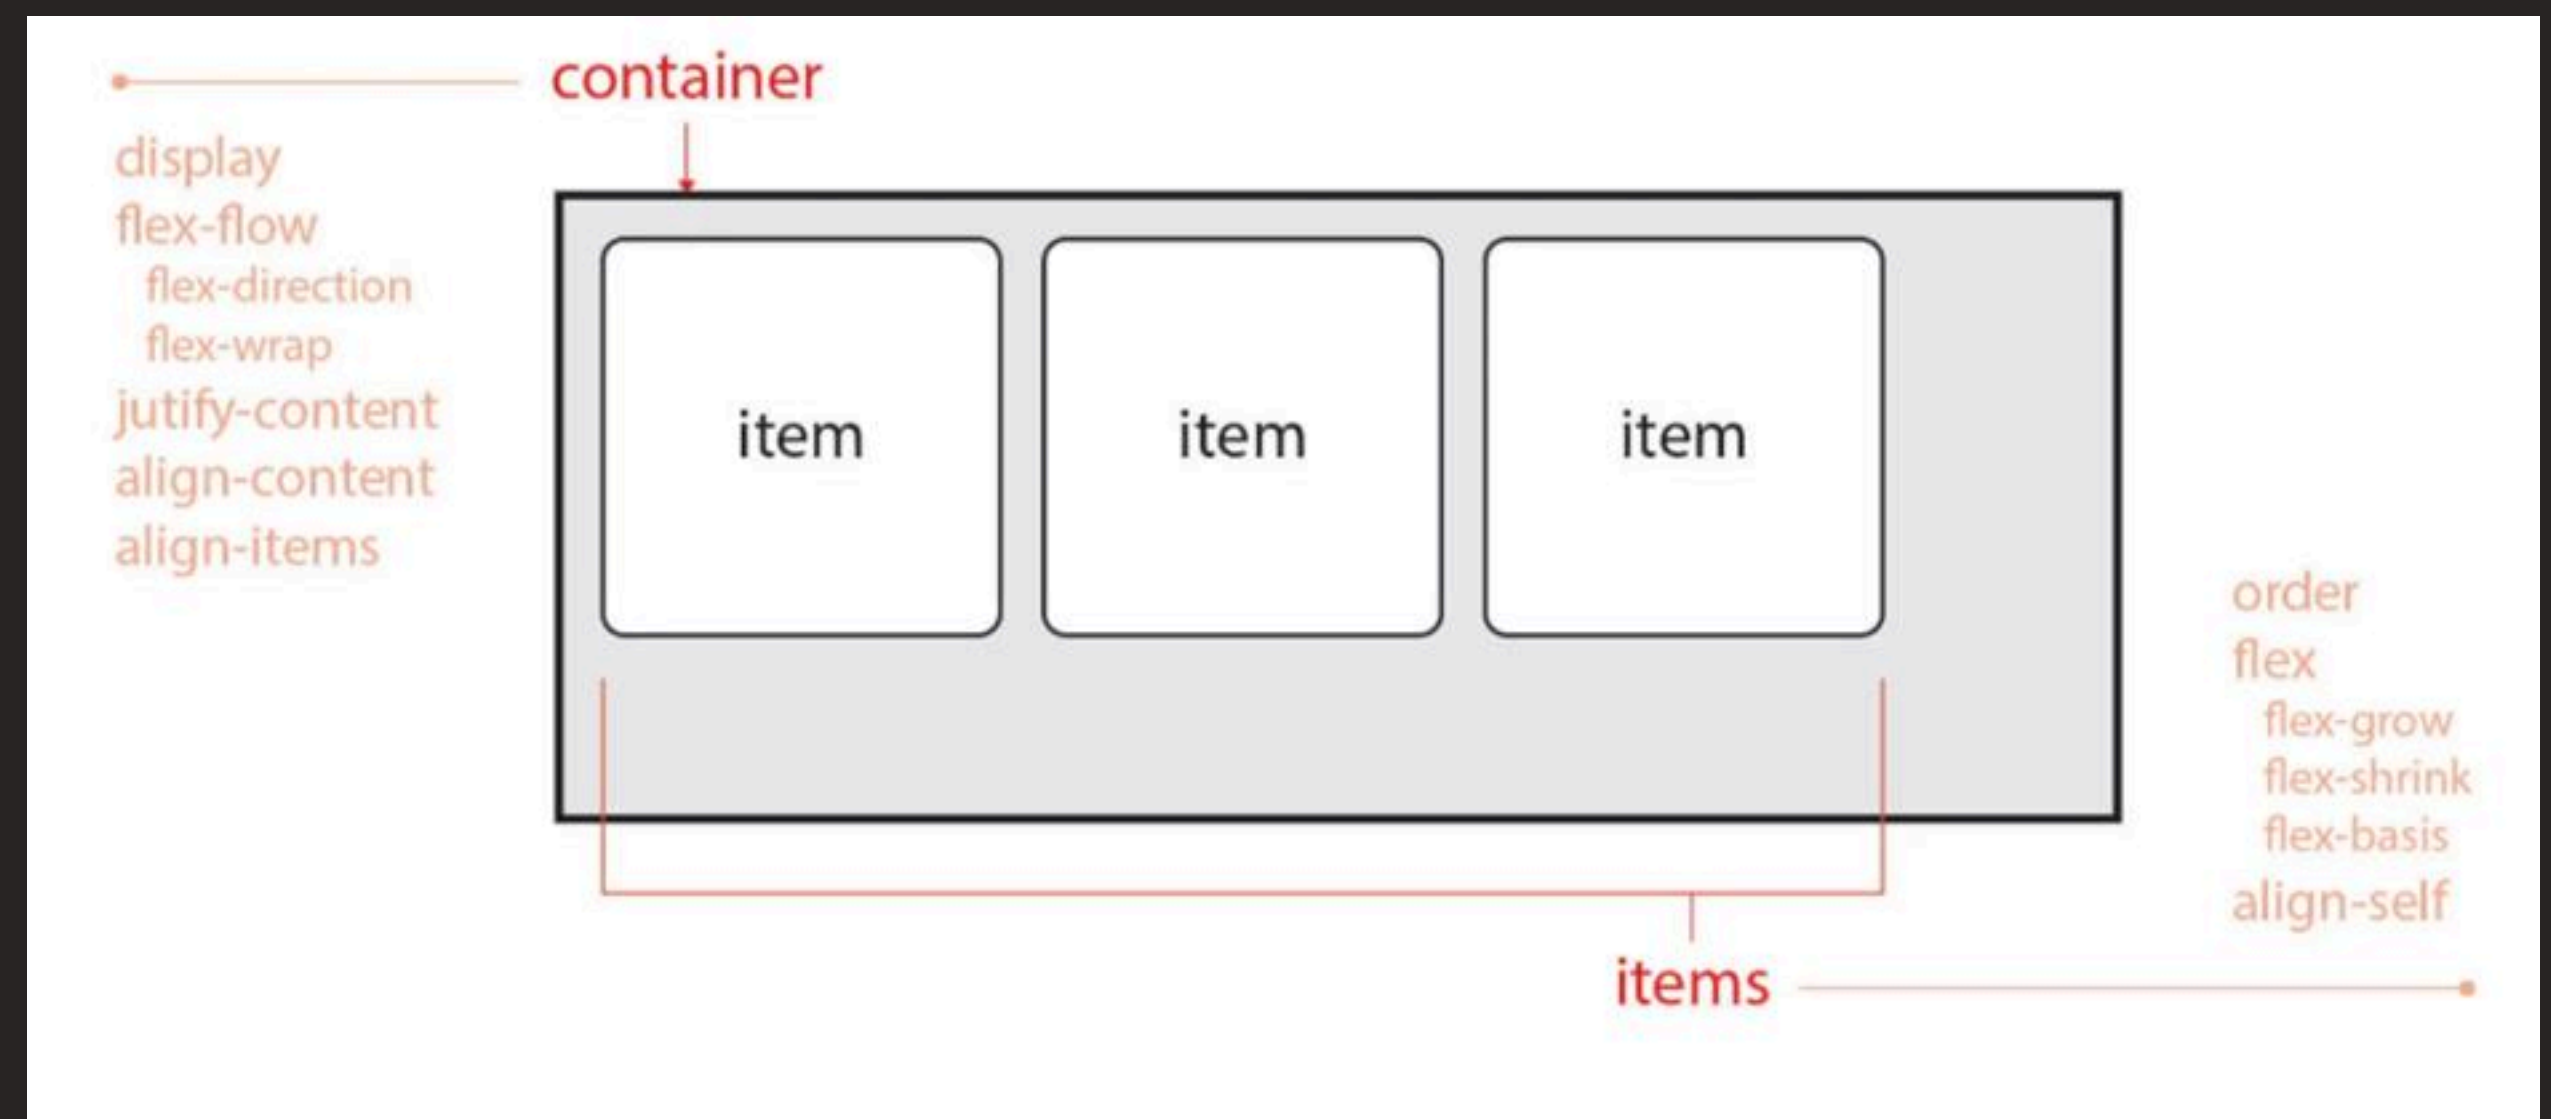 container
display
flex-flow
flex-direction
flex-wrap
jutify-content
align-content
align-items
item item item
order
flex
flex-grow
flex-shrink
flex-basis
align-self
items